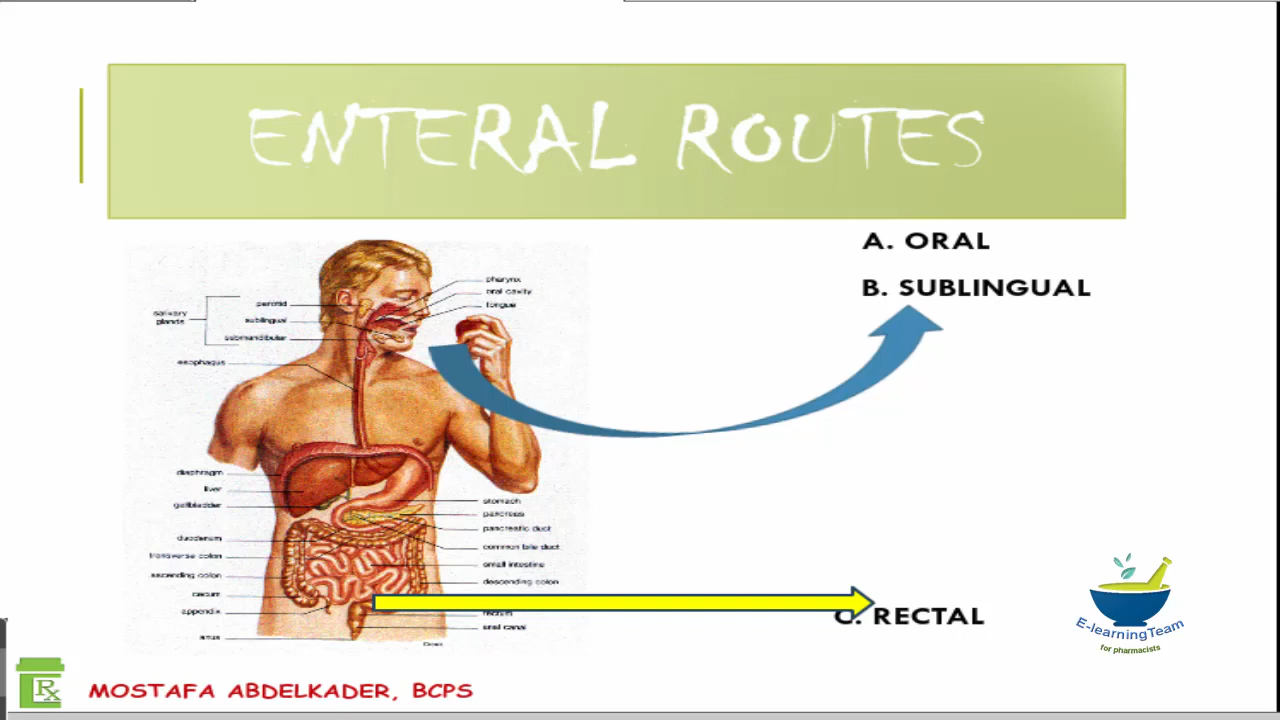 ENTERAL ROUTES
A. ORAL
B. SUBLINGUAL
pharynx
oral cavity
tongue
salivary
glands
parotid
sublingual
submandibular
esophagus
diaphragm
liver
gallbladder
duodenum
transverse colon
ascending colon
cecum
appendix
anus
stomach
pancreas
pancreatic duct
common bile duct
small intestine
descending colon
rectum
anal canal
C. RECTAL
E-learningTeam
for pharmacists
Rx
MOSTAFA ABDELKADER, BCPS